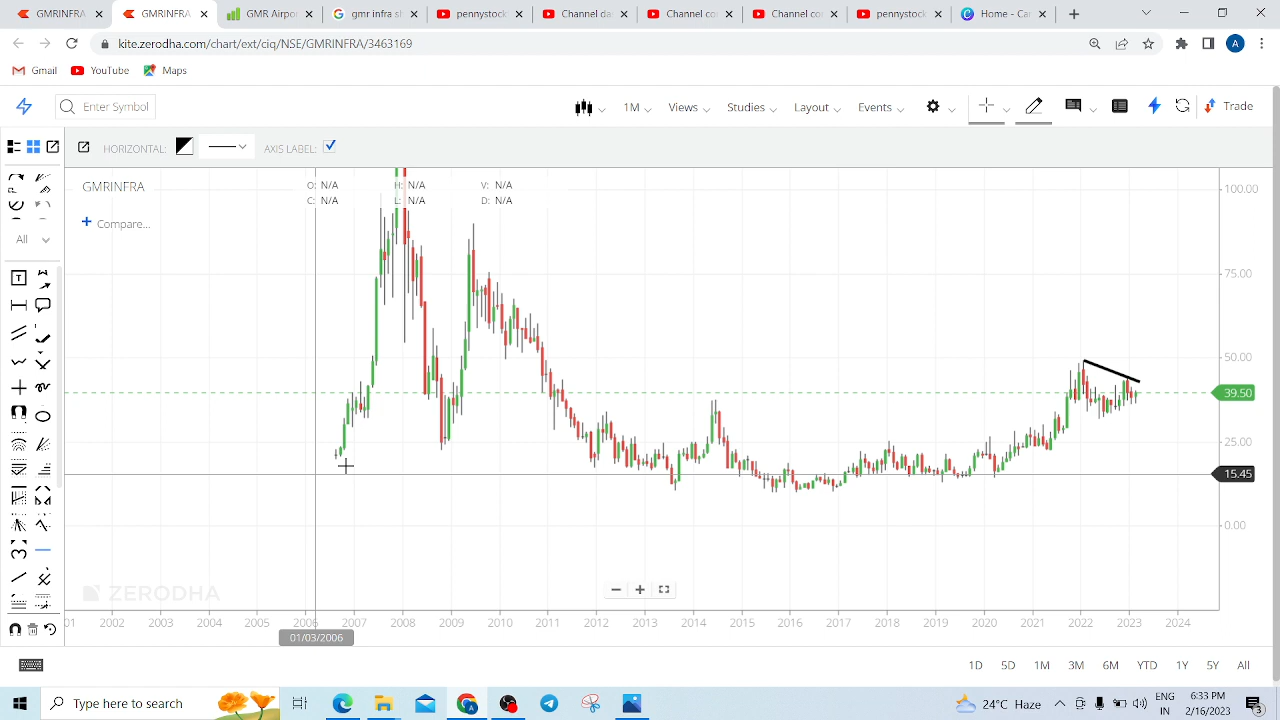 GMRINFRA
GMR Airpor
gmr infra sh
pennystock
Channel da
Channel cc
Channel co
pennystock
Home - Can
kite.zerodha.com/chart/ext/ciq/NSE/GMRINFRA/3463169
A
Gmail YouTube Maps
Enter Symbol 1M Views Studies Layout Events Trade
HORIZONTAL: AXIS LABEL:
GMRINFRA O: N/A H: N/A V: N/A
C: N/A L: N/A D: N/A
Compare...
All
100.00
75.00
50.00
39.50
25.00
15.45
0.00
ZERODHA
01 2002 2003 2004 2005 2006 2007 2008 2009 2010 2011 2012 2013 2014 2015 2016 2017 2018 2019 2020 2021 2022 2023 2024
01/03/2006
1D 5D 1M 3M 6M YTD 1Y 5Y All
Type here to search
24°C Haze
ENG
IN
6:33 PM
2/16/2023
3